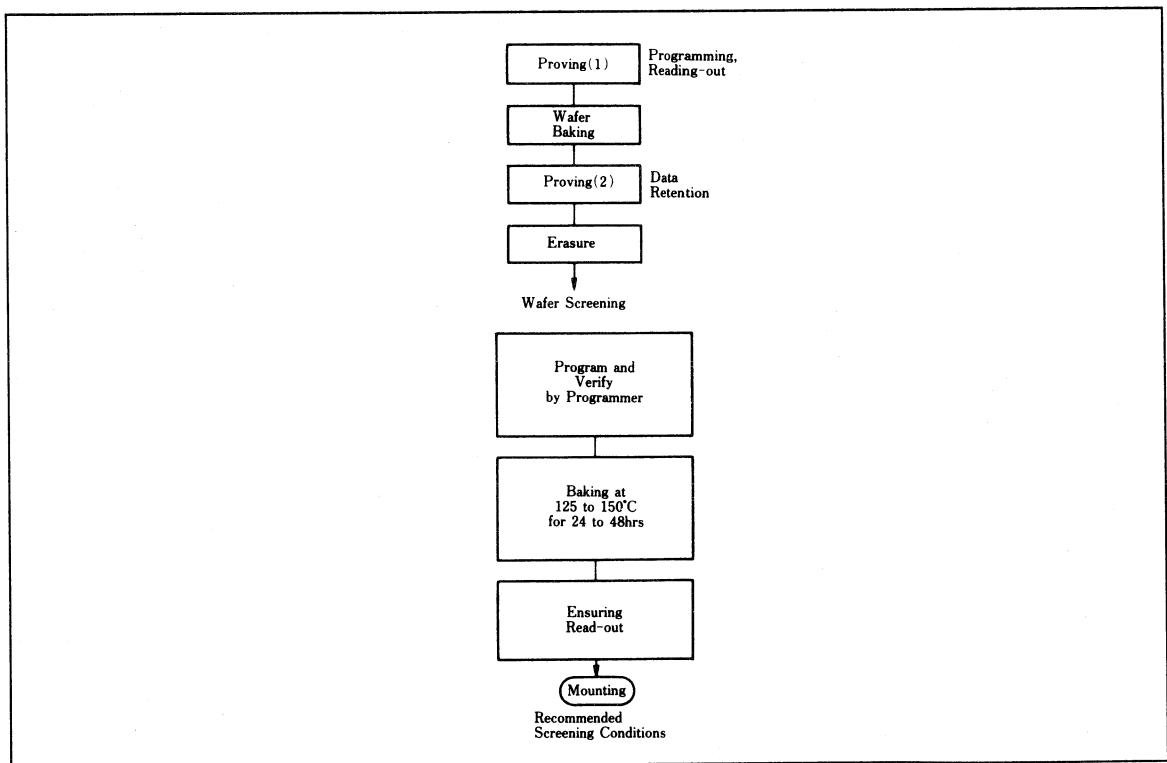 Proving(1)
Programming,
Reading-out
Wafer
Baking
Proving(2)
Data
Retention
Erasure
Wafer Screening
Program and
Verify
by Programmer
Baking at
125 to 150°C
for 24 to 48hrs
Ensuring
Read-out
Mounting
Recommended
Screening Conditions